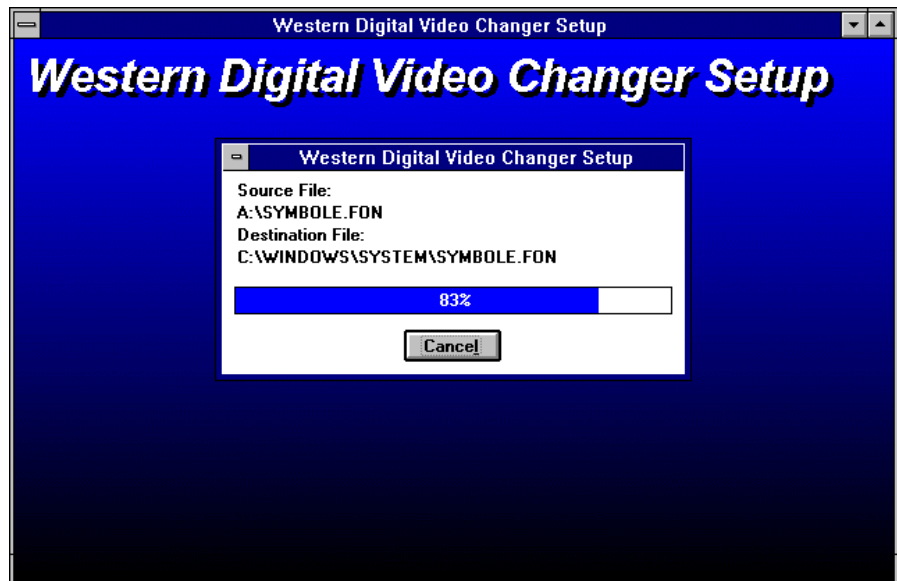 Western Digital Video Changer Setup
Western Digital Video Changer Setup
Western Digital Video Changer Setup
Source File:
A:\SYMBOLE.FON
Destination File:
C:\WINDOWS\SYSTEM\SYMBOLE.FON
83%
Cancel